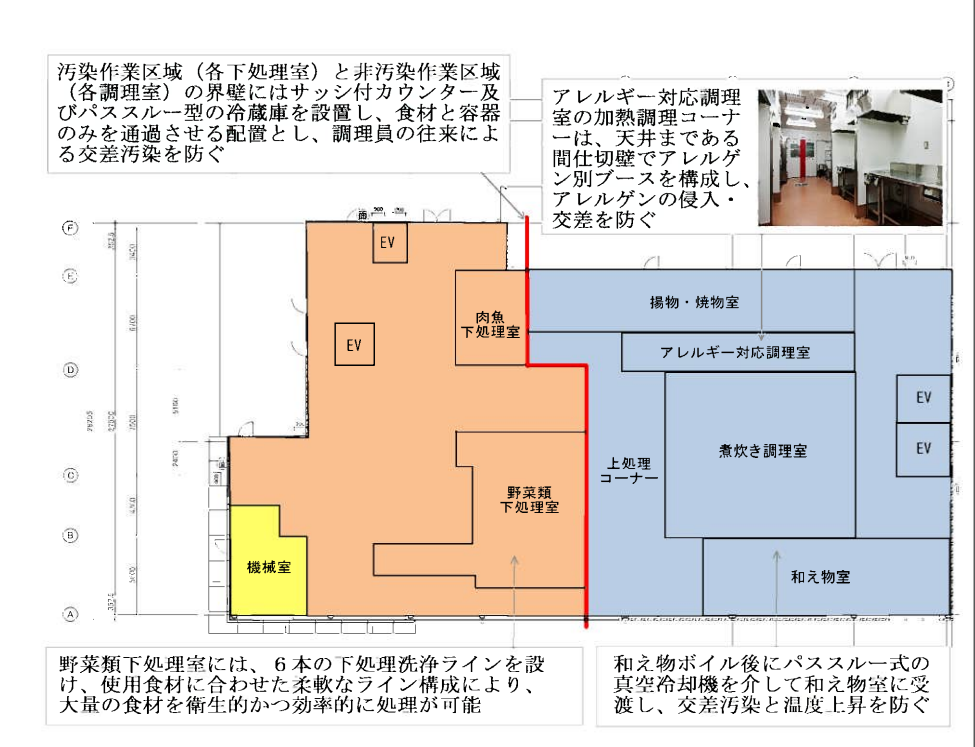 汚染作業区域（各下処理室）と非汚染作業区域
（各調理室）の界壁にはサッシ付カウンター及
びパススルー型の冷蔵庫を設置し、食材と容器
のみを通過させる配置とし、調理員の往来によ
る交差汚染を防ぐ
アレルギー対応調理
室の加熱調理コーナ
ーは、天井まである
間仕切壁でアレルゲ
ン別ブースを構成し、
アレルゲンの侵入・
交差を防ぐ
F
E
D
C
B
A
EV
EV
肉魚
下処理室
揚物・焼物室
アレルギー対応調理室
EV
EV
煮炊き調理室
上処理
コーナー
野菜類
下処理室
機械室
和え物室
野菜類下処理室には、６本の下処理洗浄ラインを設
け、使用食材に合わせた柔軟なライン構成により、
大量の食材を衛生的かつ効率的に処理が可能
和え物ボイル後にパススルー式の
真空冷却機を介して和え物室に受
渡し、交差汚染と温度上昇を防ぐ